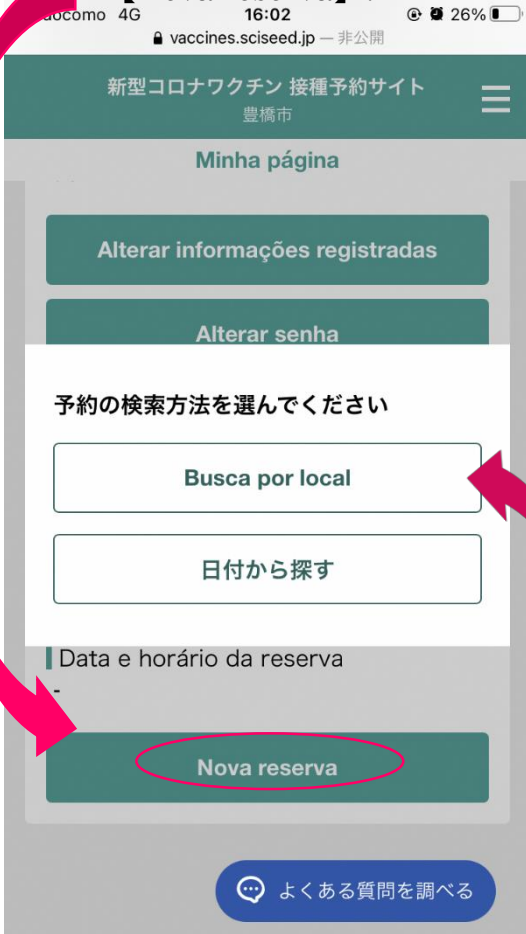 docomo 4G 16:02 26%
vaccines.sciseed.jp — 非公開
新型コロナワクチン 接種予約サイト
豊橋市
Minha página
Alterar informações registradas
Alterar senha
予約の検索方法を選んでください
Busca por local
日付から探す
Data e horário da reserva
-
Nova reserva
よくある質問を調べる